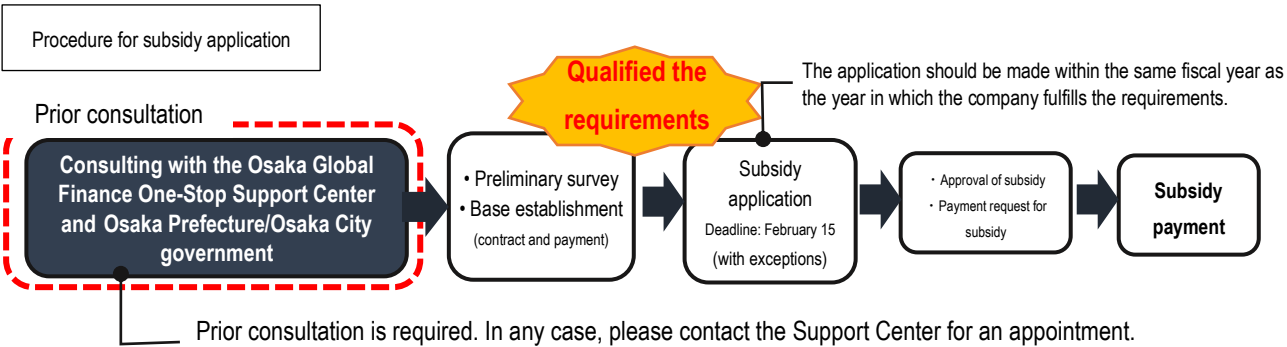 Procedure for subsidy application
Qualified the
requirements
The application should be made within the same fiscal year as
the year in which the company fulfills the requirements.
Prior consultation
Consulting with the Osaka Global
Finance One-Stop Support Center
and Osaka Prefecture/Osaka City
government
・Preliminary survey
・Base establishment
(contract and payment)
Subsidy
application
Deadline: February 15
(with exceptions)
・Approval of subsidy
・Payment request for
subsidy
Subsidy
payment
Prior consultation is required. In any case, please contact the Support Center for an appointment.